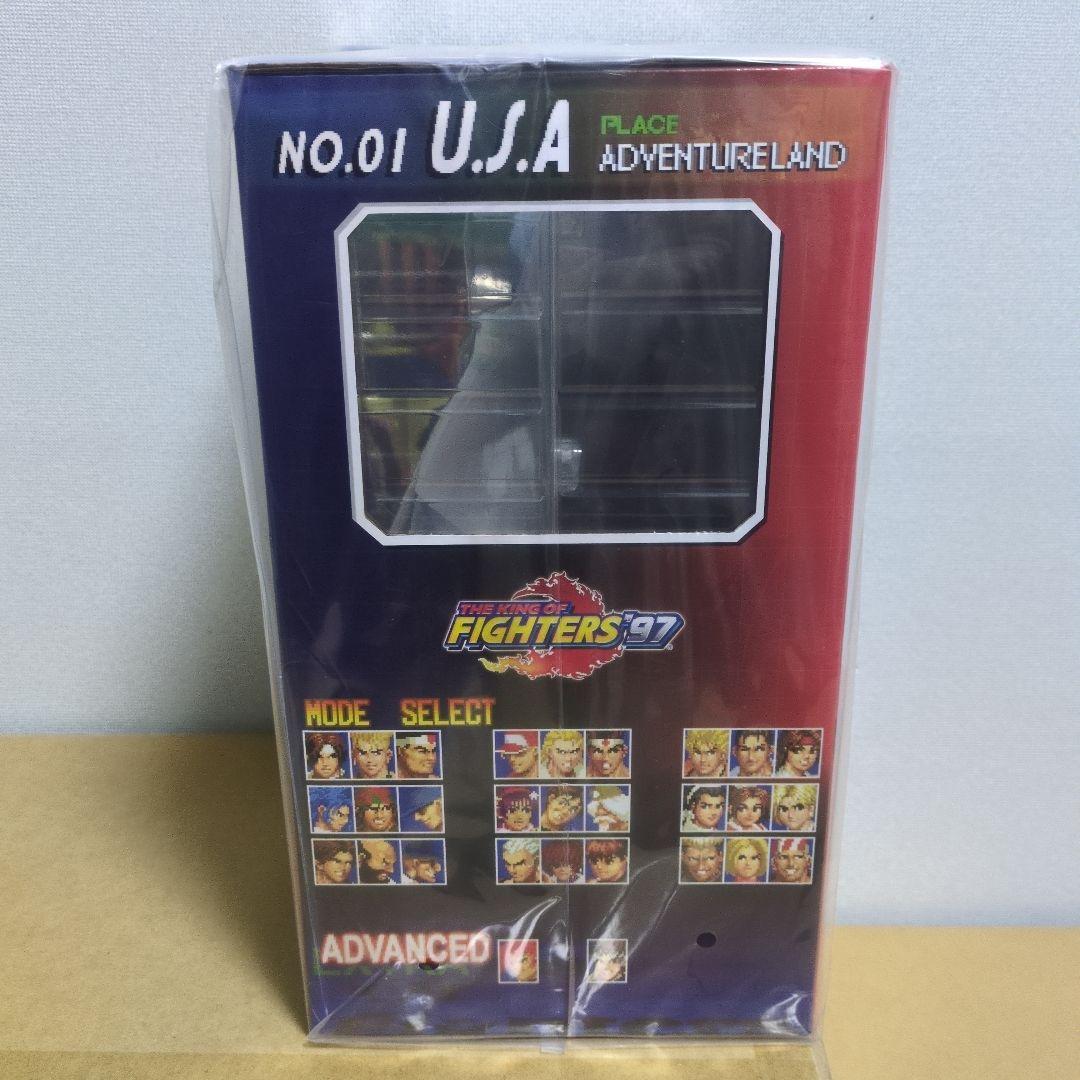 NO.01 U.S.A PLACE
ADVENTURELAND
THE KING OF
FIGHTERS '97
MODE SELECT
ADVANCED